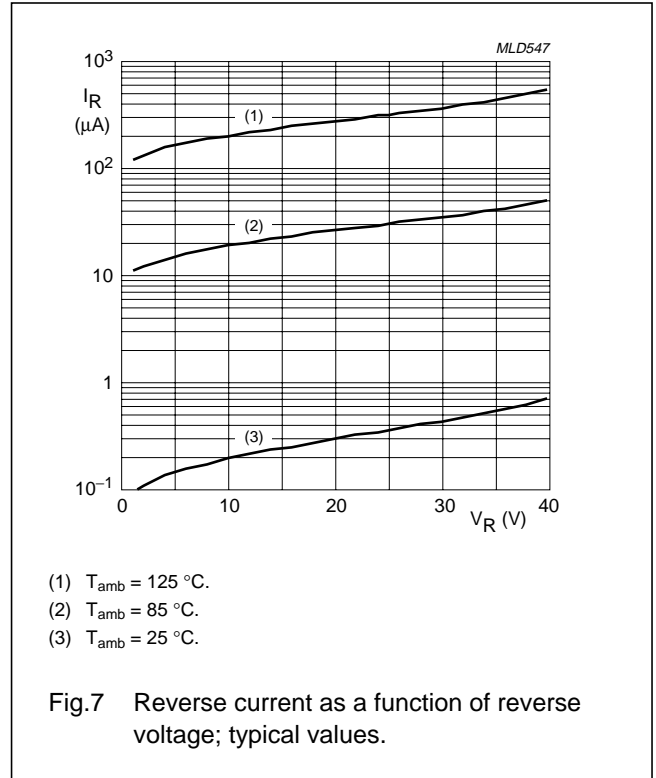 MLD547
10³
I_R
(μA)
(1)
10²
(2)
10
1
(3)
10⁻¹
0 10 20 30 40
V_R (V)
(1) T_amb = 125 °C.
(2) T_amb = 85 °C.
(3) T_amb = 25 °C.
Fig.7 Reverse current as a function of reverse
voltage; typical values.